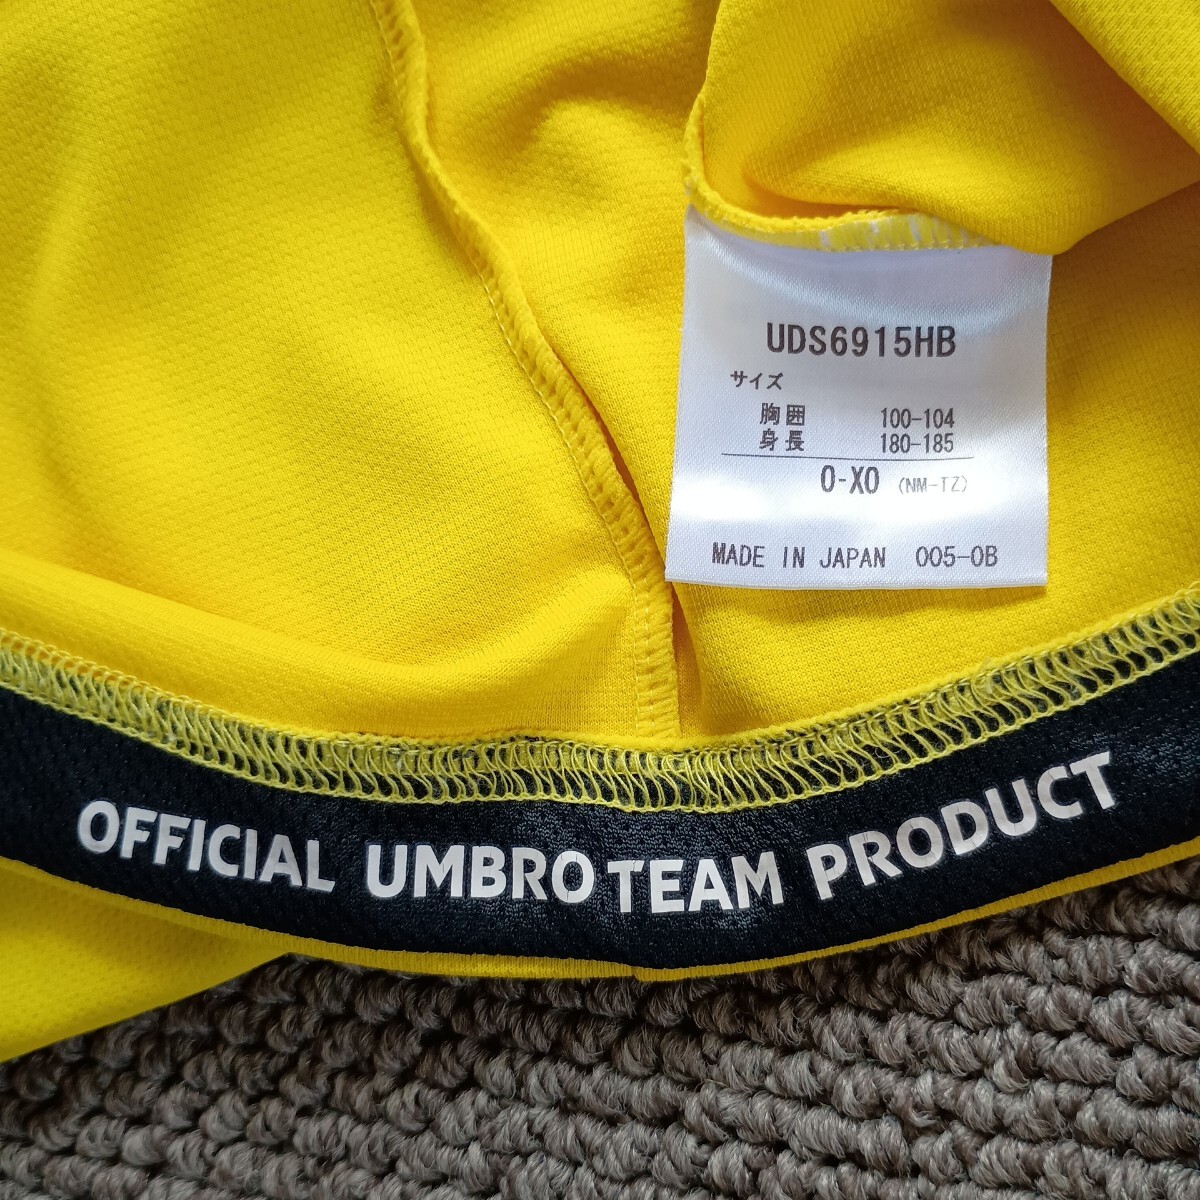 UDS6915HB
サイズ
胸囲 100-104
身長 180-185
O-XO (NM-TZ)
MADE IN JAPAN 005-OB
OFFICIAL UMBRO TEAM PRODUCT